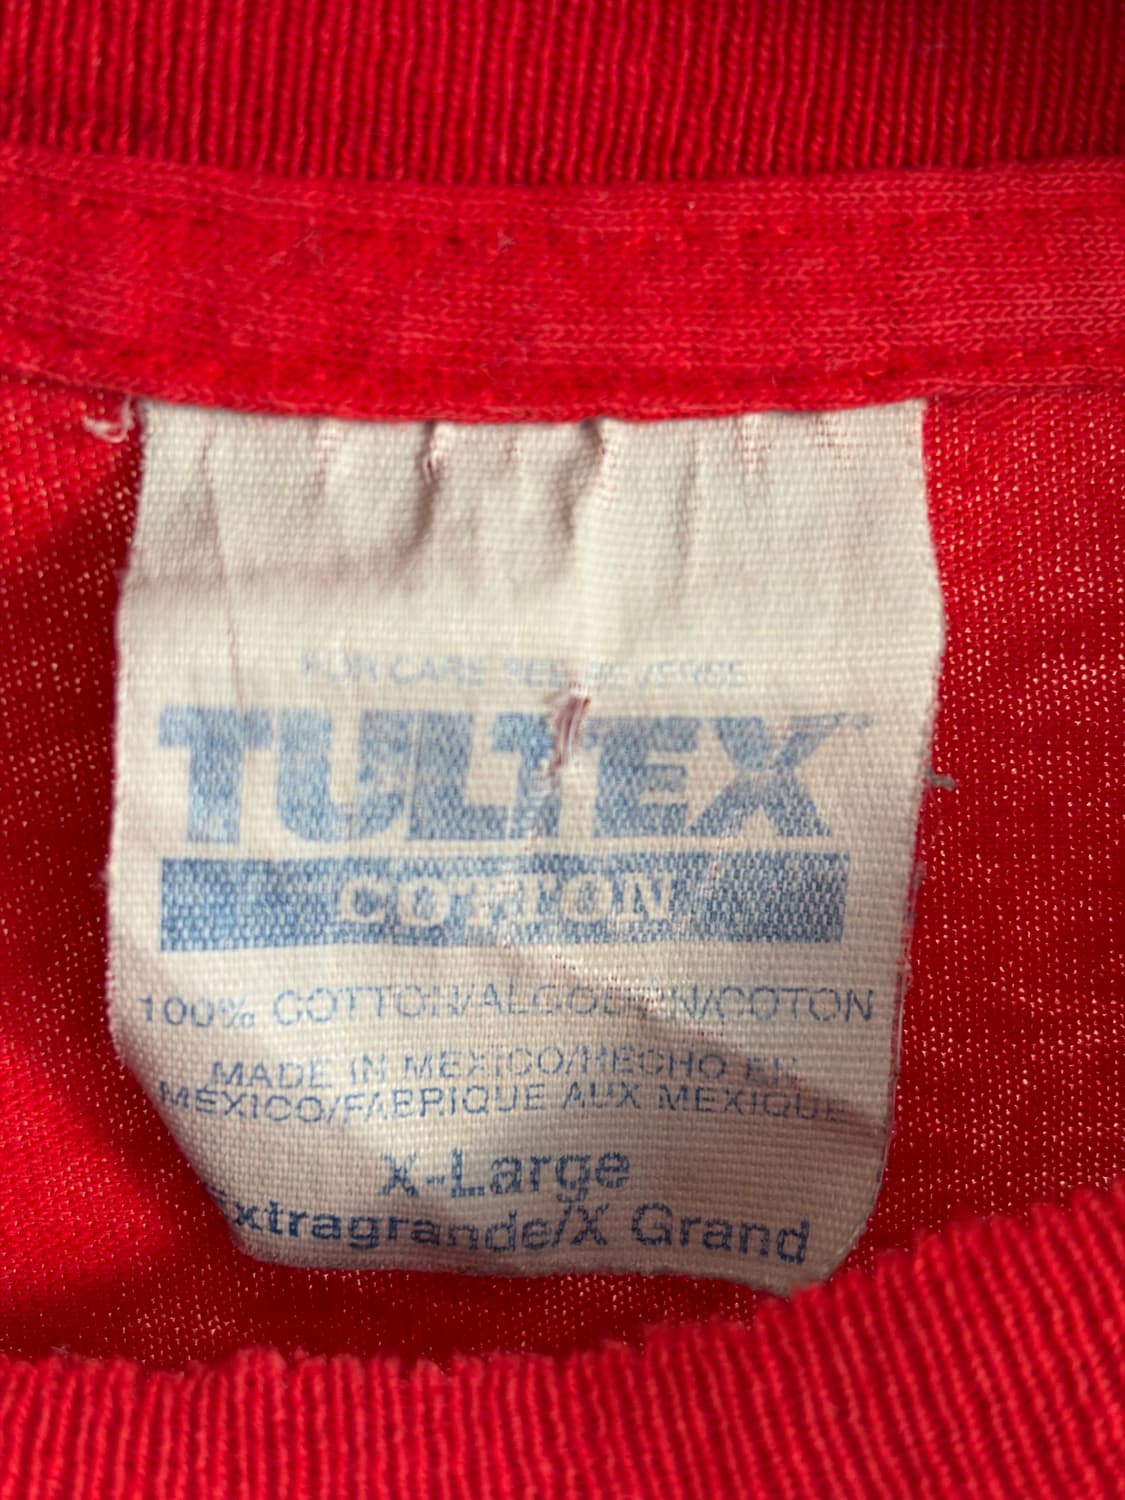 FOR CARE SEE REVERSE
TULTEX®
COTTON
100% COTTON/ALGODON/COTON
MADE IN MEXICO/HECHO EN
MEXICO/FABRIQUE AUX MEXIQUE
X-Large
Extragrande/X Grand